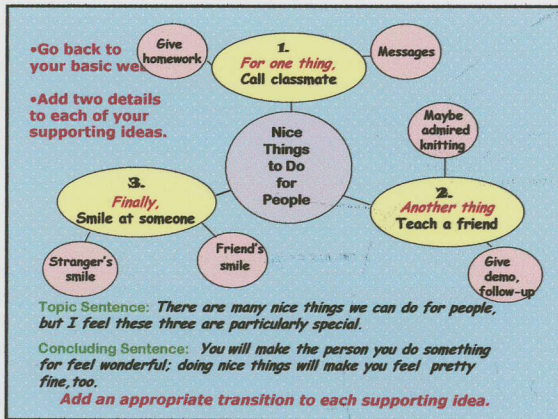 •Go back to
your basic we
•Add two details
to each of your
supporting ideas.
Give
homework
1.
For one thing,
Call classmate
Messages
Nice
Things
to Do
for
People
Maybe
admired
knitting
3.
Finally,
Smile at someone
2.
Another thing
Teach a friend
Stranger's
smile
Friend's
smile
Give
demo,
follow-up
Topic Sentence: There are many nice things we can do for people,
but I feel these three are particularly special.
Concluding Sentence: You will make the person you do something
for feel wonderful; doing nice things will make you feel pretty
fine, too.
Add an appropriate transition to each supporting idea.